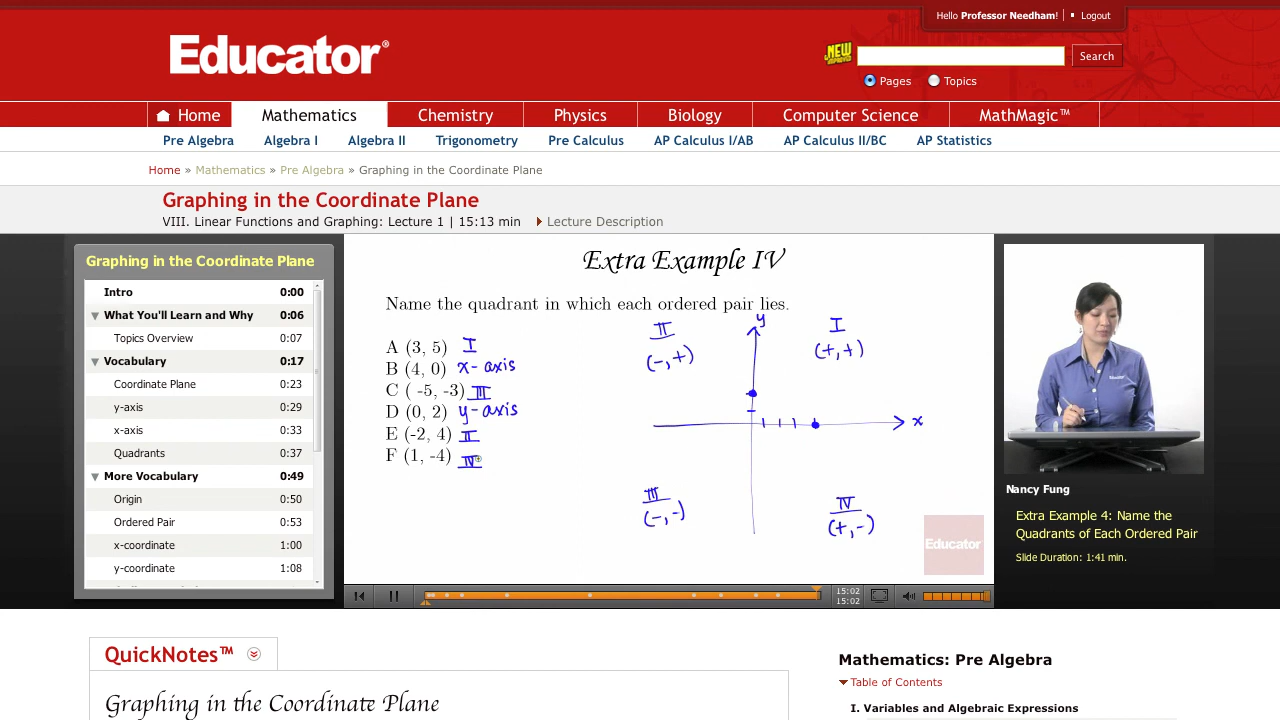 Hello Professor Needham! Logout
Educator®
NEW
Search
Pages Topics
Home Mathematics Chemistry Physics Biology Computer Science MathMagic™
Pre Algebra Algebra I Algebra II Trigonometry Pre Calculus AP Calculus I/AB AP Calculus II/BC AP Statistics
Home » Mathematics » Pre Algebra » Graphing in the Coordinate Plane
Graphing in the Coordinate Plane
VIII. Linear Functions and Graphing: Lecture 1 | 15:13 min Lecture Description
Graphing in the Coordinate Plane
Intro 0:00
What You'll Learn and Why 0:06
Topics Overview 0:07
Vocabulary 0:17
Coordinate Plane 0:23
y-axis 0:29
x-axis 0:33
Quadrants 0:37
More Vocabulary 0:49
Origin 0:50
Ordered Pair 0:53
x-coordinate 1:00
y-coordinate 1:08
Extra Example IV
Name the quadrant in which each ordered pair lies.
A (3, 5) I
B (4, 0) x-axis
C ( -5, -3) III
D (0, 2) y-axis
E (-2, 4) II
F (1, -4) IV
y
II
(-, +)
I
(+, +)
x
III
(-, -)
IV
(+, -)
Educator
15:02
15:02
Nancy Fung
Extra Example 4: Name the
Quadrants of Each Ordered Pair
Slide Duration: 1:41 min.
QuickNotes™
Graphing in the Coordinate Plane
Mathematics: Pre Algebra
Table of Contents
I. Variables and Algebraic Expressions